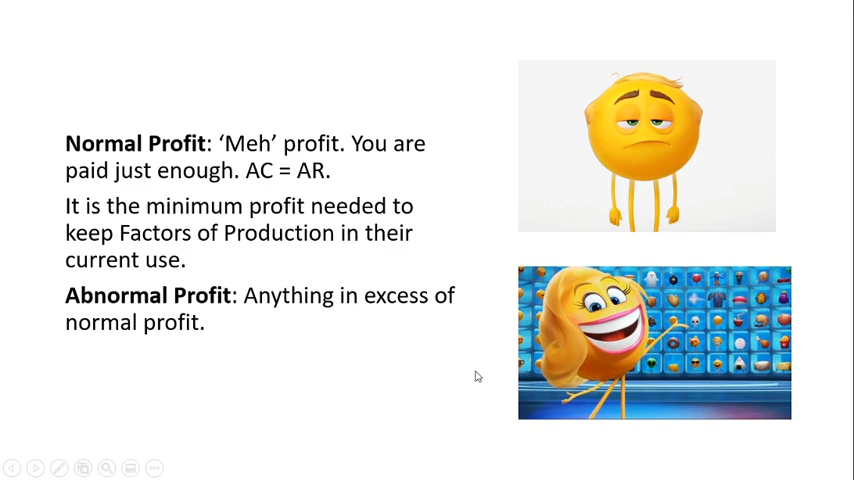 Normal Profit: ‘Meh’ profit. You are
paid just enough. AC = AR.
It is the minimum profit needed to
keep Factors of Production in their
current use.
Abnormal Profit: Anything in excess of
normal profit.